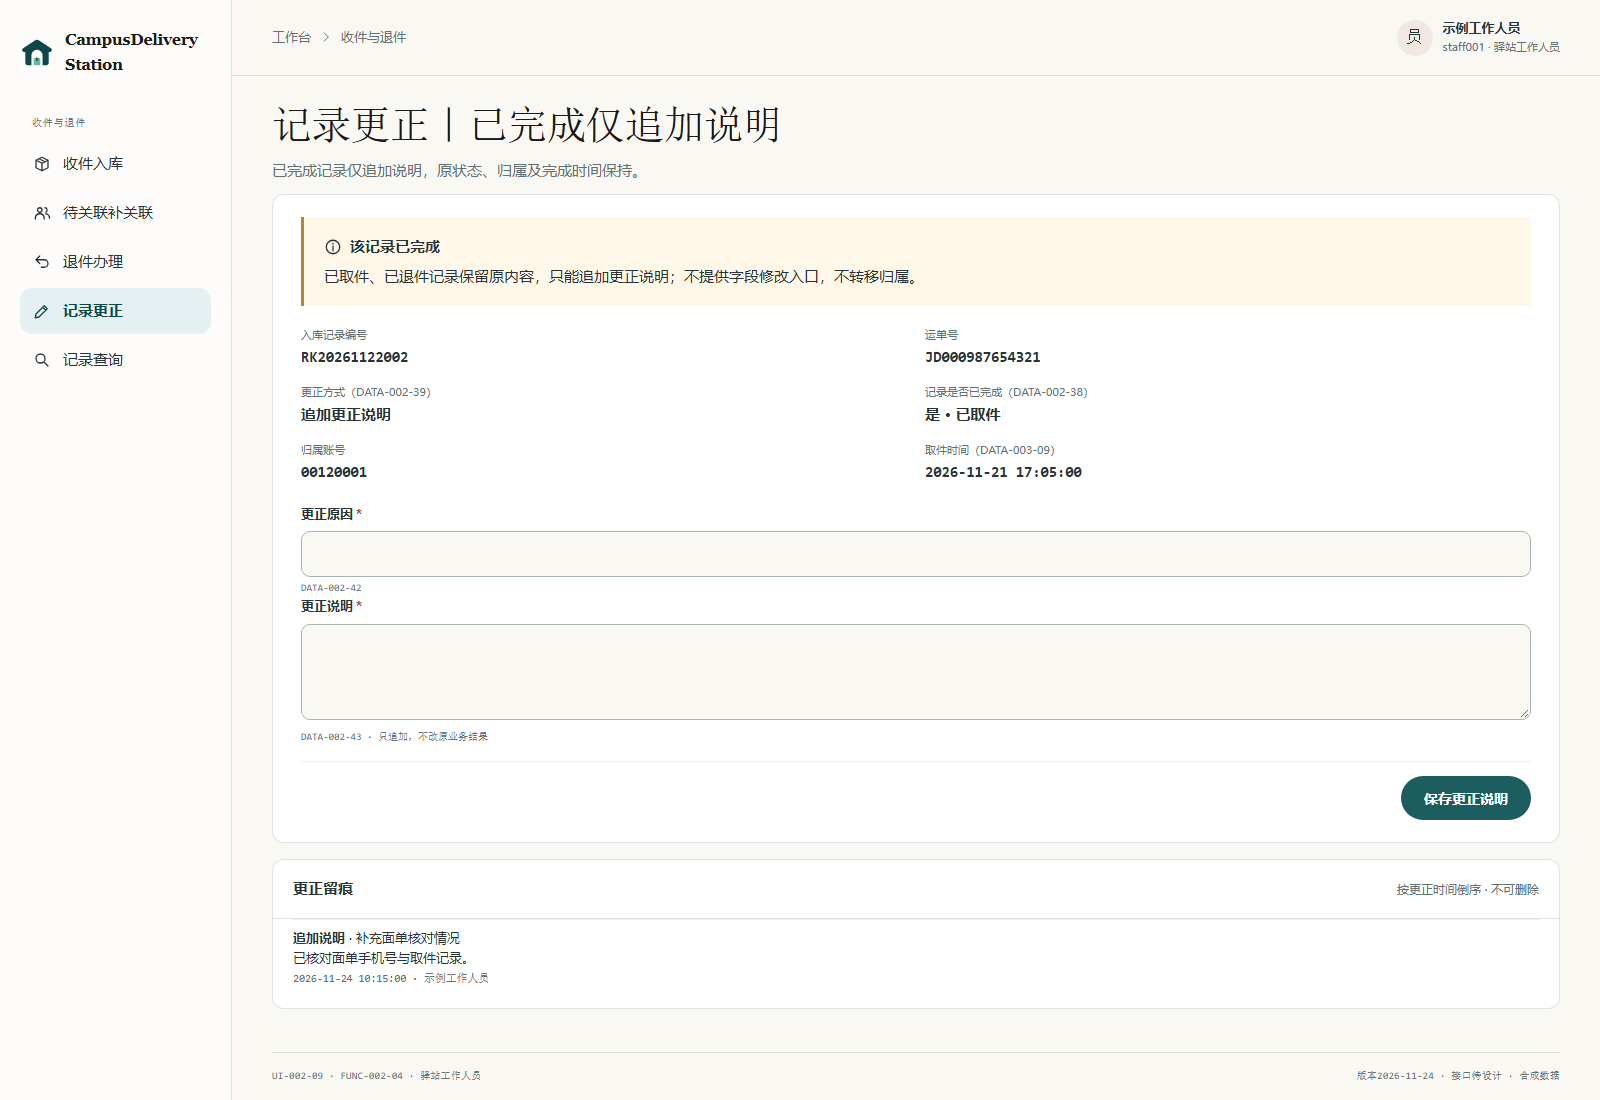 CampusDelivery
Station
收件与退件
收件入库
待关联补关联
退件办理
记录更正
记录查询
工作台 > 收件与退件
员
示例工作人员
staff001 · 驿站工作人员
记录更正｜已完成仅追加说明
已完成记录仅追加说明，原状态、归属及完成时间保持。
该记录已完成
已取件、已退件记录保留原内容，只能追加更正说明；不提供字段修改入口，不转移归属。
入库记录编号
RK20261122002
运单号
JD000987654321
更正方式（DATA-002-39）
追加更正说明
记录是否已完成（DATA-002-38）
是 • 已取件
归属账号
00120001
取件时间（DATA-003-09）
2026-11-21 17:05:00
更正原因 *
DATA-002-42
更正说明 *
DATA-002-43 · 只追加，不改原业务结果
保存更正说明
更正留痕
按更正时间倒序 · 不可删除
追加说明 · 补充面单核对情况
已核对面单手机号与取件记录。
2026-11-24 10:15:00 · 示例工作人员
UI-002-09 · FUNC-002-04 · 驿站工作人员
版本2026-11-24 · 接口待设计 · 合成数据